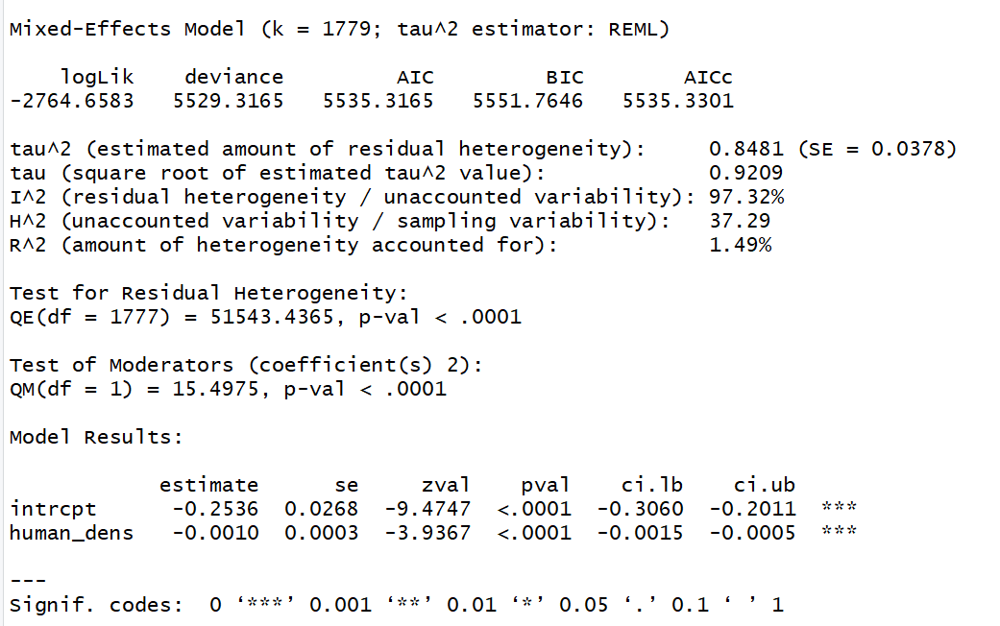 Mixed-Effects Model (k = 1779; tau^2 estimator: REML)
logLik deviance AIC BIC AICc
-2764.6583 5529.3165 5535.3165 5551.7646 5535.3301
tau^2 (estimated amount of residual heterogeneity): 0.8481 (SE = 0.0378)
tau (square root of estimated tau^2 value): 0.9209
I^2 (residual heterogeneity / unaccounted variability): 97.32%
H^2 (unaccounted variability / sampling variability): 37.29
R^2 (amount of heterogeneity accounted for): 1.49%
Test for Residual Heterogeneity:
QE(df = 1777) = 51543.4365, p-val < .0001
Test of Moderators (coefficient(s) 2):
QM(df = 1) = 15.4975, p-val < .0001
Model Results:
estimate se zval pval ci.lb ci.ub
intrcpt -0.2536 0.0268 -9.4747 <.0001 -0.3060 -0.2011 ***
human_dens -0.0010 0.0003 -3.9367 <.0001 -0.0015 -0.0005 ***
---
Signif. codes: 0 ‘***’ 0.001 ‘**’ 0.01 ‘*’ 0.05 ‘.’ 0.1 ‘ ’ 1